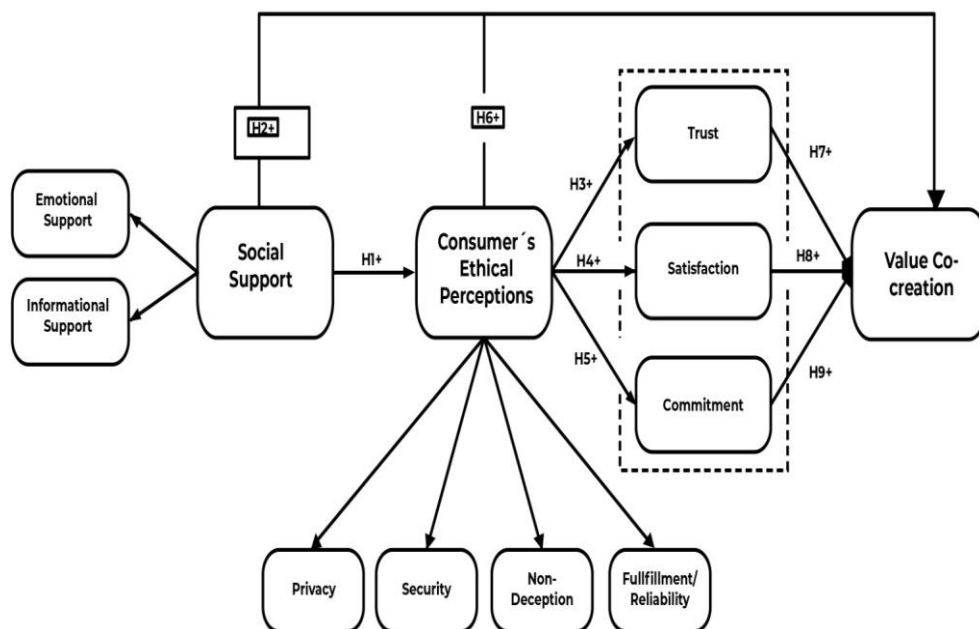 H2+
H6+
Trust
H7+
Emotional
Support
H3+
Social
Support
H1+
Consumer´s
Ethical
Perceptions
H4+
Satisfaction
H8+
Value Co-
creation
Informational
Support
H5+
H9+
Commitment
Privacy
Security
Non-
Deception
Fullfillment/
Reliability